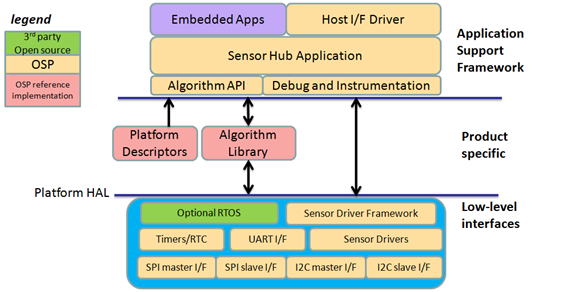 legend
3rd party
Open source
OSP
OSP reference
implementation
Embedded Apps
Host I/F Driver
Sensor Hub Application
Algorithm API
Debug and Instrumentation
Application
Support
Framework
Platform
Descriptors
Algorithm
Library
Product
specific
Platform HAL
Low-level
interfaces
Optional RTOS
Sensor Driver Framework
Timers/RTC
UART I/F
Sensor Drivers
SPI master I/F
SPI slave I/F
I2C master I/F
I2C slave I/F